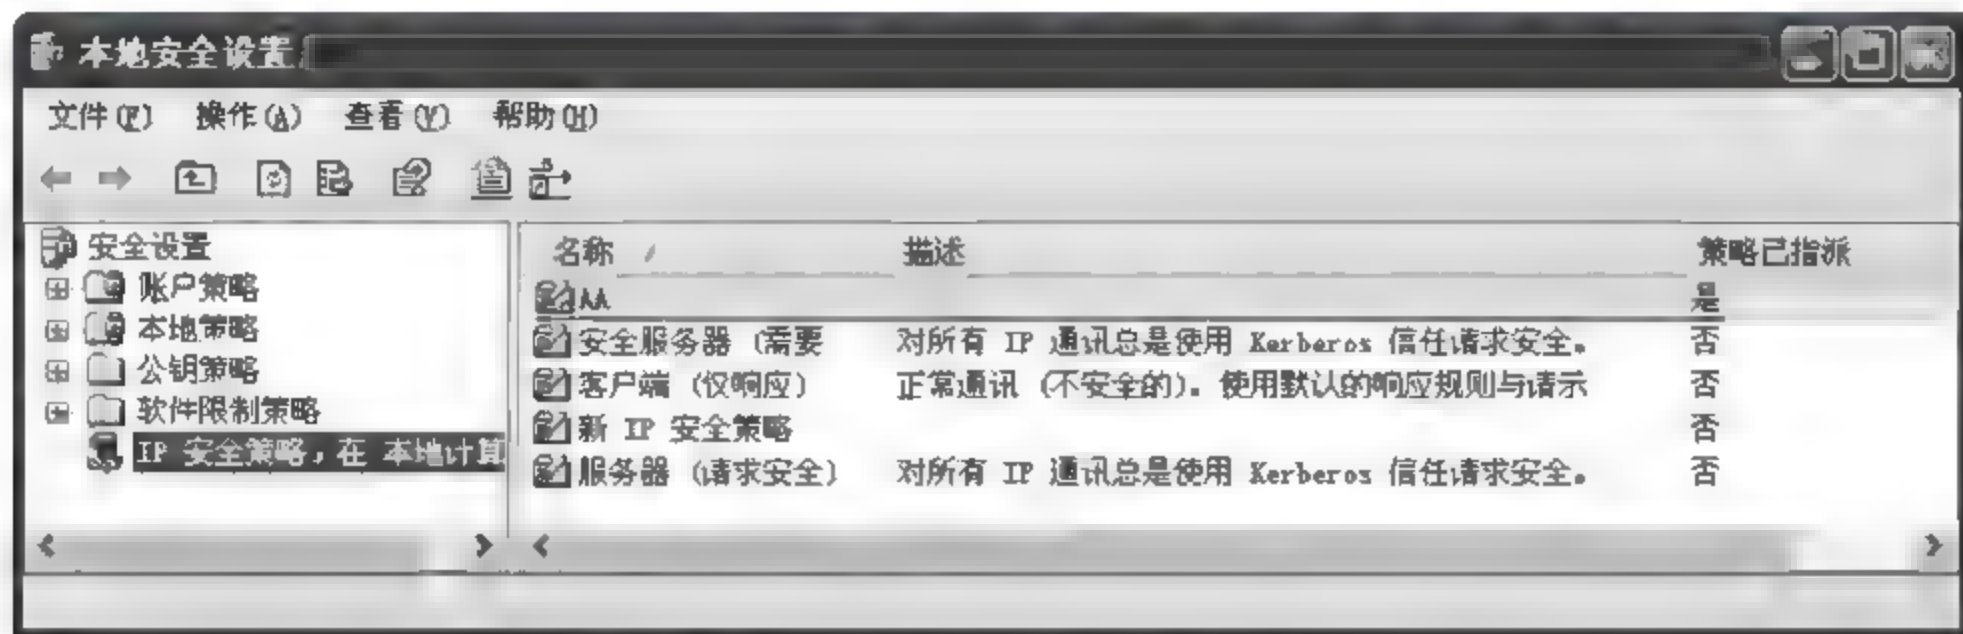 本地安全设置
文件(F) 操作(A) 查看(V) 帮助(H)
安全设置
账户策略
本地策略
公钥策略
软件限制策略
IP 安全策略，在 本地计算
名称 描述 策略已指派
AA 是
安全服务器 (需要 对所有 IP 通讯总是使用 Kerberos 信任请求安全。 否
客户端 (仅响应) 正常通讯 (不安全的)。使用默认的响应规则与请示 否
新 IP 安全策略 否
服务器 (请求安全) 对所有 IP 通讯总是使用 Kerberos 信任请求安全。 否